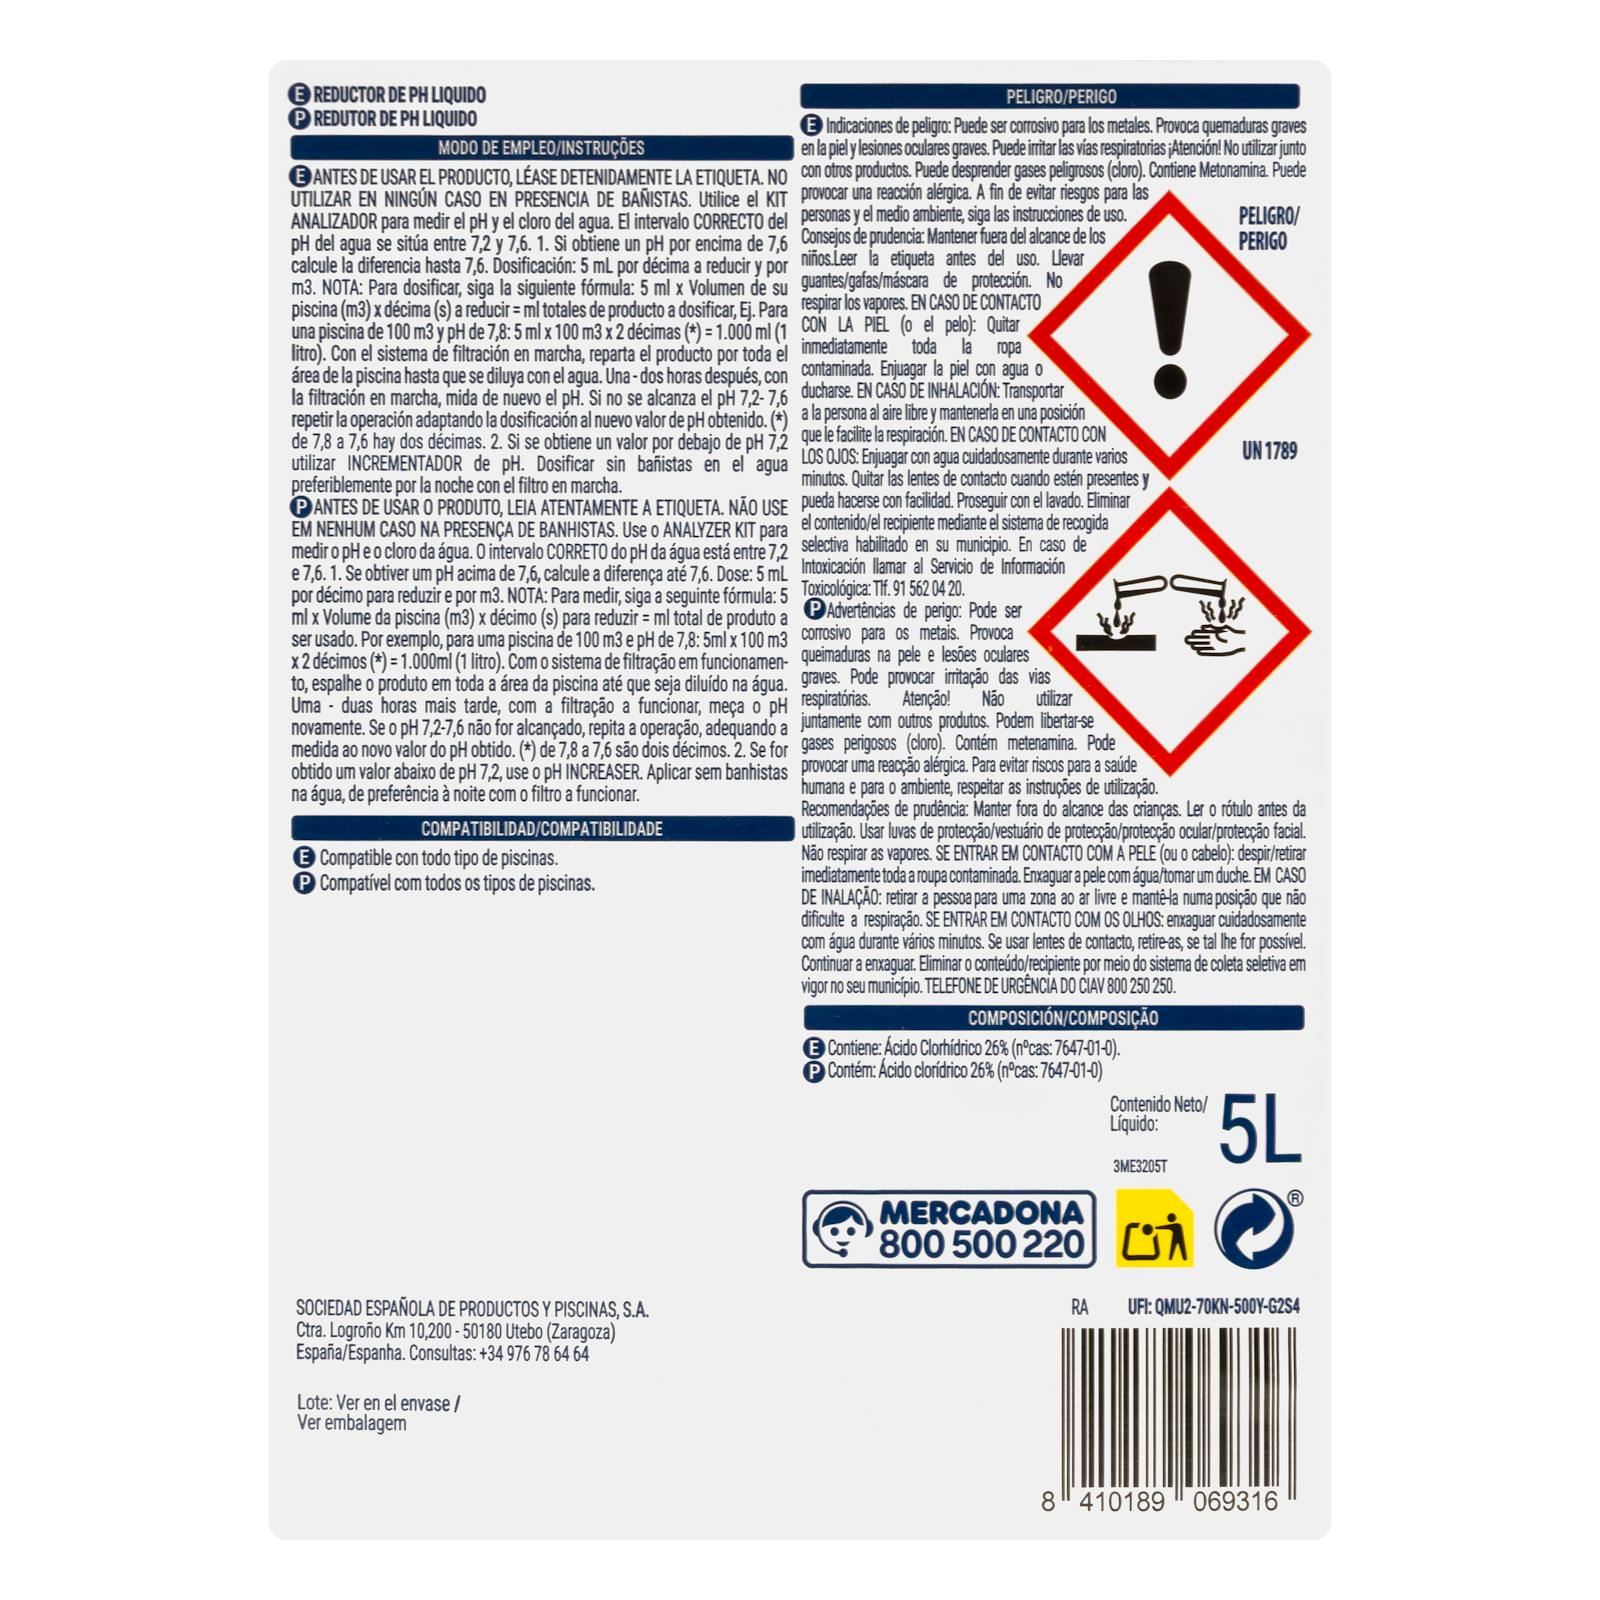 E REDUCTOR DE PH LIQUIDO
P REDUTOR DE PH LIQUIDO
MODO DE EMPLEO/INSTRUÇÕES
E ANTES DE USAR EL PRODUCTO, LÉASE DETENIDAMENTE LA ETIQUETA. NO
UTILIZAR EN NINGÚN CASO EN PRESENCIA DE BAÑISTAS. Utilice el KIT
ANALIZADOR para medir el pH y el cloro del agua. El intervalo CORRECTO del
pH del agua se sitúa entre 7,2 y 7,6. 1. Si obtiene un pH por encima de 7,6
calcule la diferencia hasta 7,6. Dosificación: 5 mL por décima a reducir y por
m3. NOTA: Para dosificar, siga la siguiente fórmula: 5 ml x Volumen de su
piscina (m3) x décima (s) a reducir = ml totales de producto a dosificar, Ej. Para
una piscina de 100 m3 y pH de 7,8: 5 ml x 100 m3 x 2 décimas (*) = 1.000 ml (1
litro). Con el sistema de filtración en marcha, reparta el producto por toda el
área de la piscina hasta que se diluya con el agua. Una - dos horas después, con
la filtración en marcha, mida de nuevo el pH. Si no se alcanza el pH 7,2- 7,6
repetir la operación adaptando la dosificación al nuevo valor de pH obtenido. (*)
de 7,8 a 7,6 hay dos décimas. 2. Si se obtiene un valor por debajo de pH 7,2
utilizar INCREMENTADOR de pH. Dosificar sin bañistas en el agua
preferiblemente por la noche con el filtro en marcha.
P ANTES DE USAR O PRODUTO, LEIA ATENTAMENTE A ETIQUETA. NÃO USE
EM NENHUM CASO NA PRESENÇA DE BANHISTAS. Use o ANALYZER KIT para
medir o pH e o cloro da água. O intervalo CORRETO do pH da água está entre 7,2
e 7,6. 1. Se obtiver um pH acima de 7,6, calcule a diferença até 7,6. Dose: 5 mL
por décimo para reduzir e por m3. NOTA: Para medir, siga a seguinte fórmula: 5
ml x Volume da piscina (m3) x décimo (s) para reduzir = ml total de produto a
ser usado. Por exemplo, para uma piscina de 100 m3 e pH de 7,8: 5ml x 100 m3
x 2 décimos (*) = 1.000ml (1 litro). Com o sistema de filtração em funcionamen-
to, espalhe o produto em toda a área da piscina até que seja diluído na água.
Uma - duas horas mais tarde, com a filtração a funcionar, meça o pH
novamente. Se o pH 7,2-7,6 não for alcançado, repita a operação, adequando a
medida ao novo valor do pH obtido. (*) de 7,8 a 7,6 são dois décimos. 2. Se for
obtido um valor abaixo de pH 7,2, use o pH INCREASER. Aplicar sem banhistas
na água, de preferência à noite com o filtro a funcionar.
COMPATIBILIDAD/COMPATIBILIDADE
E Compatible con todo tipo de piscinas.
P Compatível com todos os tipos de piscinas.
SOCIEDAD ESPAÑOLA DE PRODUCTOS Y PISCINAS, S.A.
Ctra. Logroño Km 10,200 - 50180 Utebo (Zaragoza)
España/Espanha. Consultas: +34 976 78 64 64
Lote: Ver en el envase /
Ver embalagem
PELIGRO/PERIGO
E Indicaciones de peligro: Puede ser corrosivo para los metales. Provoca quemaduras graves
en la piel y lesiones oculares graves. Puede irritar las vías respiratorias ¡Atención! No utilizar junto
con otros productos. Puede desprender gases peligrosos (cloro). Contiene Metonamina. Puede
provocar una reacción alérgica. A fin de evitar riesgos para las
personas y el medio ambiente, siga las instrucciones de uso.
Consejos de prudencia: Mantener fuera del alcance de los
niños.Leer la etiqueta antes del uso. Llevar
guantes/gafas/máscara de protección. No
respirar los vapores. EN CASO DE CONTACTO
CON LA PIEL (o el pelo): Quitar
inmediatamente toda la ropa
contaminada. Enjuagar la piel con agua o
ducharse. EN CASO DE INHALACIÓN: Transportar
a la persona al aire libre y mantenerla en una posición
que le facilite la respiración. EN CASO DE CONTACTO CON
LOS OJOS: Enjuagar con agua cuidadosamente durante varios
minutos. Quitar las lentes de contacto cuando estén presentes y
pueda hacerse con facilidad. Proseguir con el lavado. Eliminar
el contenido/el recipiente mediante el sistema de recogida
selectiva habilitado en su municipio. En caso de
Intoxicación llamar al Servicio de Información
Toxicológica: Tlf. 91 562 04 20.
P Advertências de perigo: Pode ser
corrosivo para os metais. Provoca
queimaduras na pele e lesões oculares
graves. Pode provocar irritação das vias
respiratórias. Atenção! Não utilizar
juntamente com outros produtos. Podem libertar-se
gases perigosos (cloro). Contém metenamina. Pode
provocar uma reacção alérgica. Para evitar riscos para a saúde
humana e para o ambiente, respeitar as instruções de utilização.
Recomendações de prudência: Manter fora do alcance das crianças. Ler o rótulo antes da
utilização. Usar luvas de protecção/vestuário de protecção/protecção ocular/protecção facial.
Não respirar as vapores. SE ENTRAR EM CONTACTO COM A PELE (ou o cabelo): despir/retirar
imediatamente toda a roupa contaminada. Enxaguar a pele com água/tomar um duche. EM CASO
DE INALAÇÃO: retirar a pessoa para uma zona ao ar livre e mantê-la numa posição que não
dificulte a respiração. SE ENTRAR EM CONTACTO COM OS OLHOS: enxaguar cuidadosamente
com água durante vários minutos. Se usar lentes de contacto, retire-as, se tal lhe for possível.
Continuar a enxaguar. Eliminar o conteúdo/recipiente por meio do sistema de coleta seletiva em
vigor no seu município. TELEFONE DE URGÊNCIA DO CIAV 800 250 250.
PELIGRO/
PERIGO
UN 1789
COMPOSICIÓN/COMPOSIÇÃO
E Contiene: Ácido Clorhídrico 26% (nºcas: 7647-01-0).
P Contém: Ácido clorídrico 26% (nºcas: 7647-01-0)
Contenido Neto/
Líquido:
5L
3ME3205T
MERCADONA
800 500 220
®
RA
UFI: QMU2-70KN-500Y-G2S4
8 410189 069316